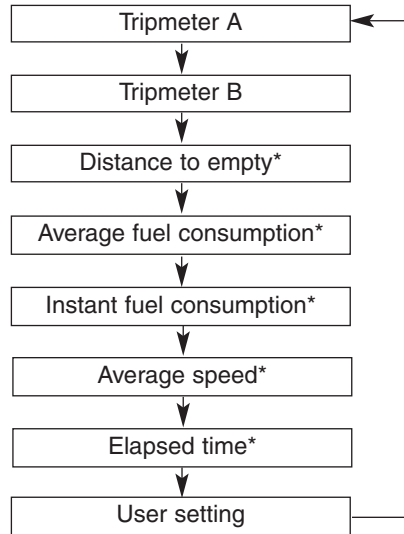 Tripmeter A
Tripmeter B
Distance to empty*
Average fuel consumption*
Instant fuel consumption*
Average speed*
Elapsed time*
User setting